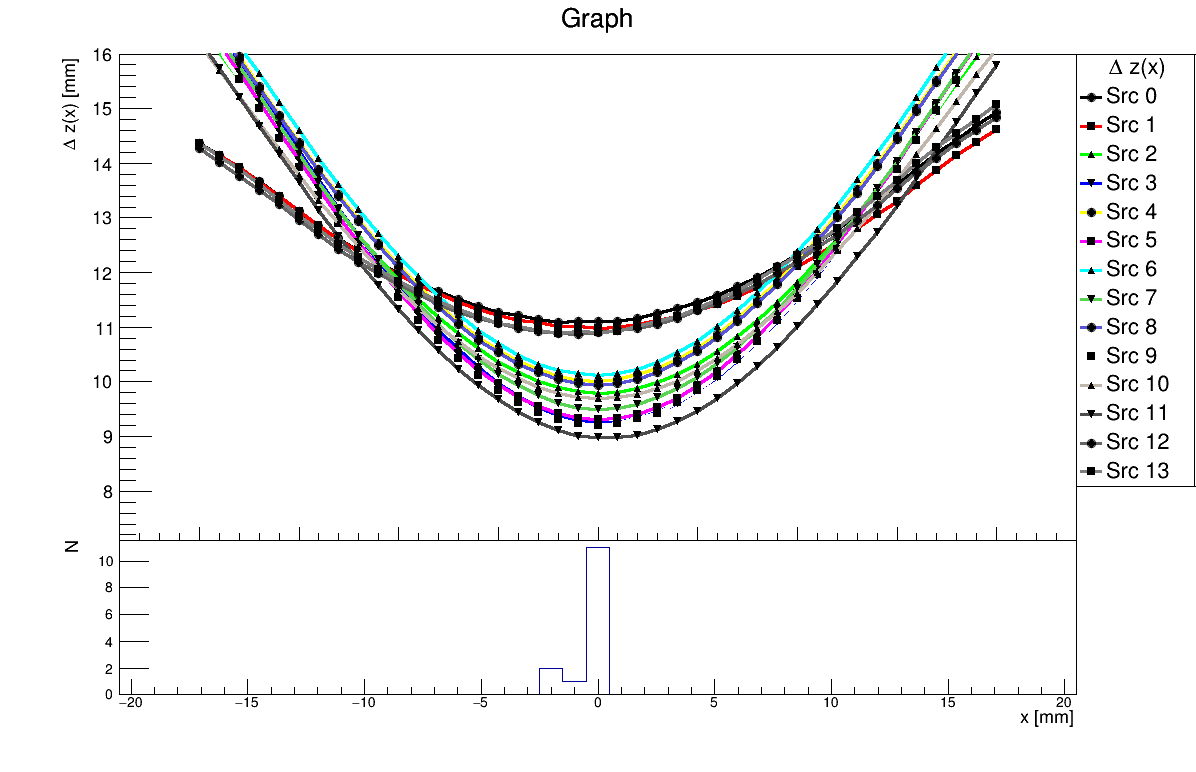 Graph
Δ z(x) [mm]
16
15
14
13
12
11
10
9
8
Δ z(x)
Src 0
Src 1
Src 2
Src 3
Src 4
Src 5
Src 6
Src 7
Src 8
Src 9
Src 10
Src 11
Src 12
Src 13
N
10
8
6
4
2
0
−20 −15 −10 −5 0 5 10 15 20
x [mm]